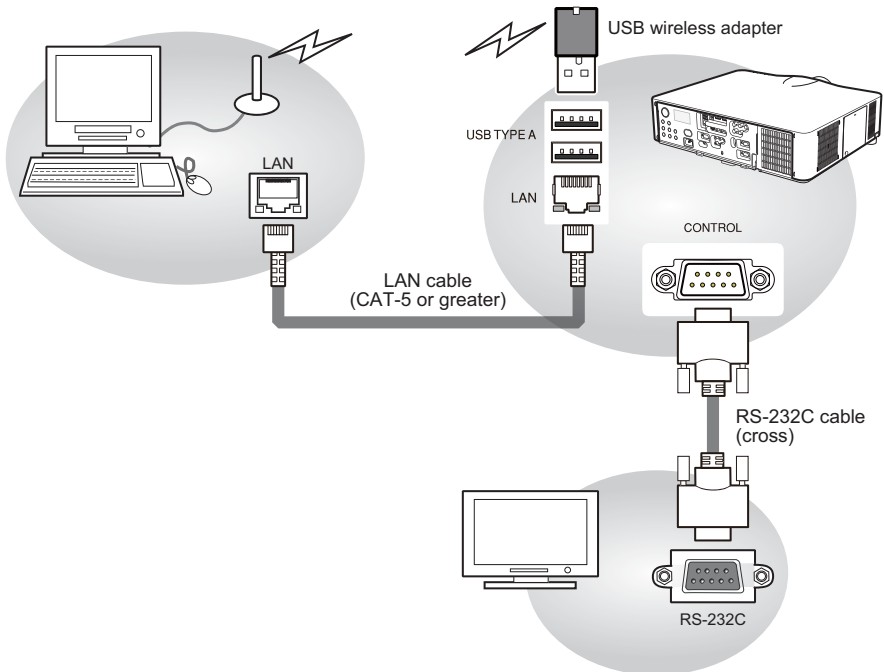 USB wireless adapter
USB TYPE A
LAN
LAN
CONTROL
LAN cable
(CAT-5 or greater)
RS-232C cable
(cross)
RS-232C